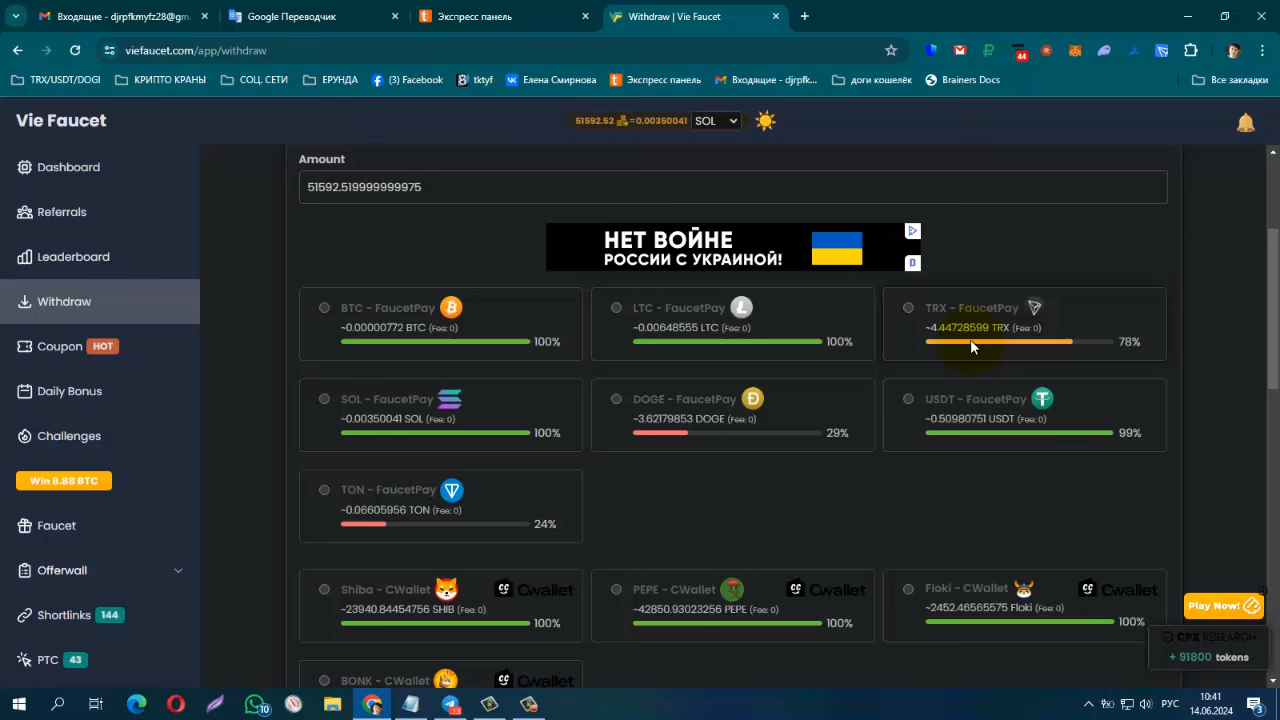 Входящие - djrpfkmyfz28@gm
Google Переводчик
Экспресс панель
Withdraw | Vie Faucet
viefaucet.com/app/withdraw
44
TRX/USDT/DOGI
КРИПТО КРАНЫ
СОЦ. СЕТИ
ЕРУНДА
(3) Facebook
tktyf
Елена Смирнова
Экспресс панель
Входящие - djrpfk...
доги кошелёк
Brainers Docs
Все закладки
Vie Faucet
51592.52 =0.00350041 SOL
Dashboard
Referrals
Leaderboard
Withdraw
Coupon HOT
Daily Bonus
Challenges
Win 8.88 BTC
Faucet
Offerwall
Shortlinks 144
PTC 43
Amount
51592.519999999975
НЕТ ВОЙНЕ
РОССИИ С УКРАИНОЙ!
BTC - FaucetPay
~0.00000772 BTC (Fee: 0)
100%
LTC - FaucetPay
~0.00648555 LTC (Fee: 0)
100%
TRX - FaucetPay
~4.44728599 TRX (Fee: 0)
78%
SOL - FaucetPay
~0.00350041 SOL (Fee: 0)
100%
DOGE - FaucetPay
~3.62179853 DOGE (Fee: 0)
29%
USDT - FaucetPay
~0.50980751 USDT (Fee: 0)
99%
TON - FaucetPay
~0.06605956 TON (Fee: 0)
24%
Shiba - CWallet Cwallet
~23940.84454756 SHIB (Fee: 0)
100%
PEPE - CWallet Cwallet
~42850.93023256 PEPE (Fee: 0)
100%
Floki - CWallet Cwallet
~2452.46565575 Floki (Fee: 0)
100%
BONK - CWallet Cwallet
Play Now!
CPX RESEARCH
+ 91800 tokens
10
13
РУС
10:41
14.06.2024
3